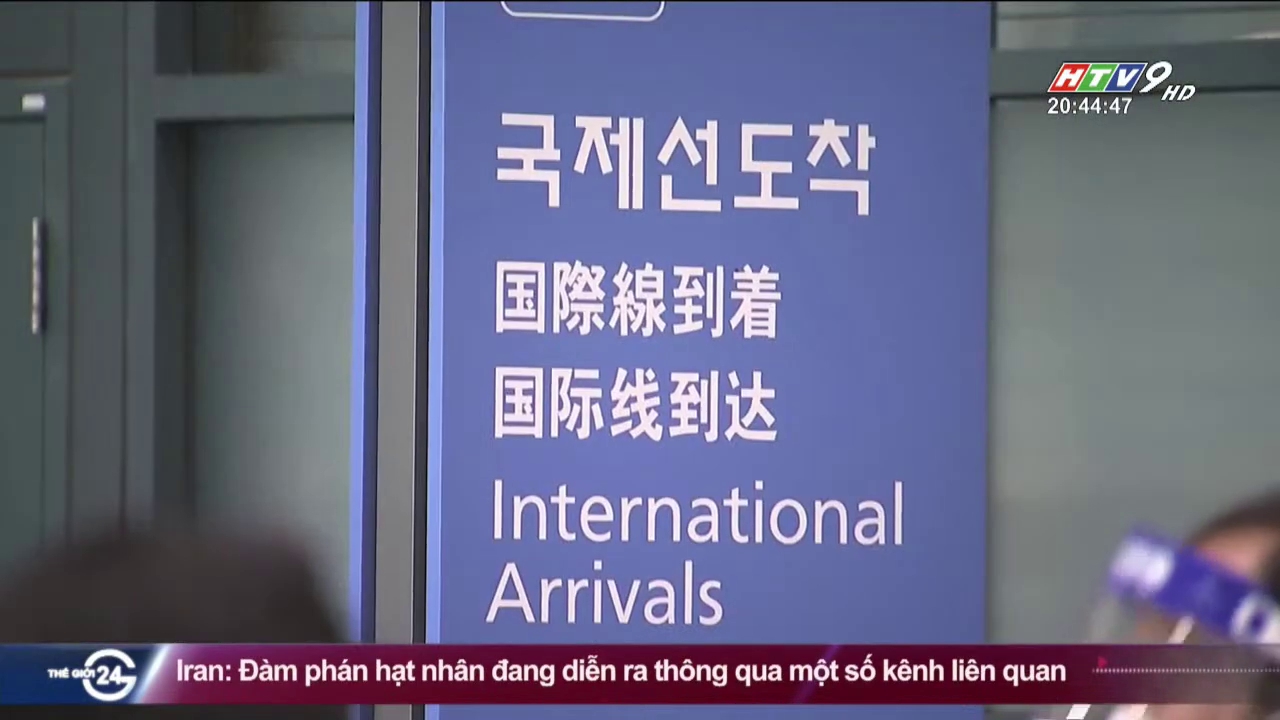 HTV9 HD
20:44:47
국제선도착
国際線到着
国际线到达
International
Arrivals
THẾ GIỚI 24G
Iran: Đàm phán hạt nhân đang diễn ra thông qua một số kênh liên quan